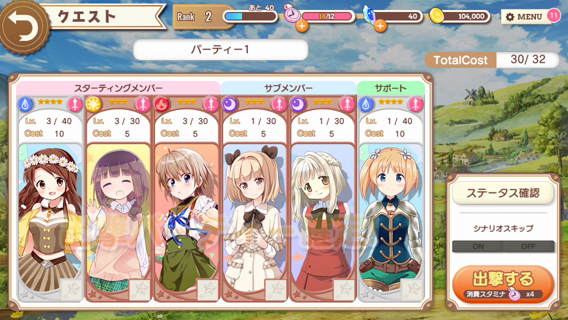 クエスト
Rank 2
あと 40
18/12
40
104,000
MENU
11
パーティー1
TotalCost 30/ 32
スターティングメンバー
サブメンバー
サポート
Lv. 3 / 40
Cost 10
Lv. 3 / 30
Cost 5
Lv. 3 / 30
Cost 5
Lv. 1 / 30
Cost 5
Lv. 1 / 30
Cost 5
Lv. 1 / 40
Cost 10
ステータス確認
シナリオスキップ
ON OFF
出撃する
消費スタミナ x4